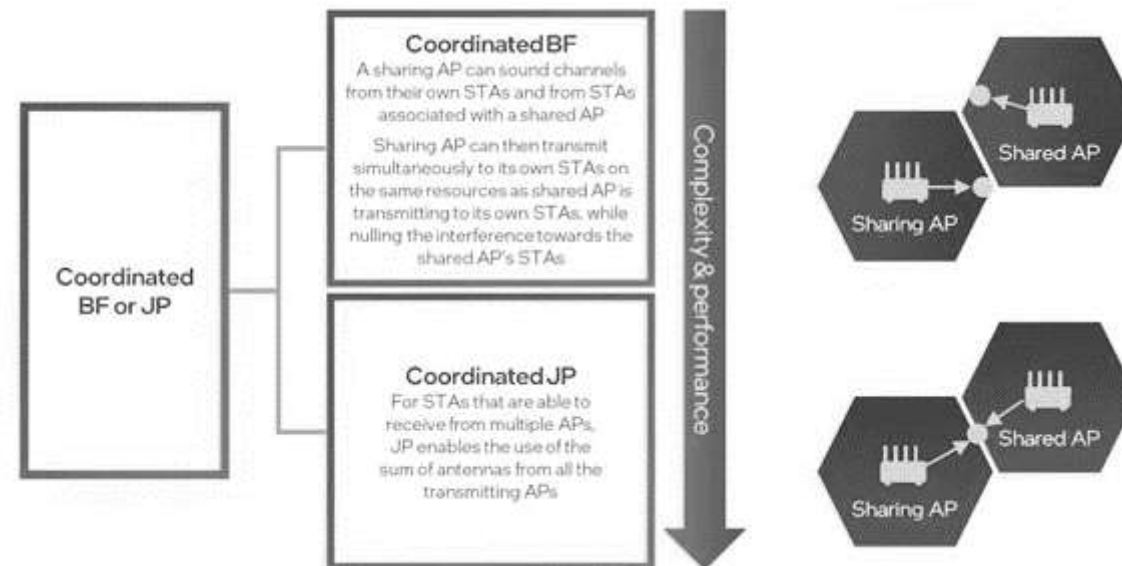 Coordinated
BF or JP
Coordinated BF
A sharing AP can sound channels
from their own STAs and from STAs
associated with a shared AP
Sharing AP can then transmit
simultaneously to its own STAs on
the same resources as shared AP is
transmitting to its own STAs, while
nulling the interference towards the
shared AP's STAs
Coordinated JP
For STAs that are able to
receive from multiple APs,
JP enables the use of the
sum of antennas from all the
transmitting APs
Complexity & performance
Shared AP
Sharing AP
Shared AP
Sharing AP